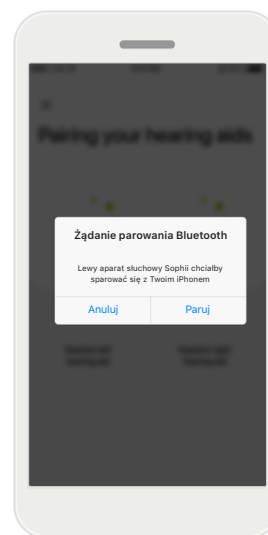 Pairing your hearing aids
Żądanie parowania Bluetooth
Lewy aparat słuchowy Sophii chciałby
sparować się z Twoim iPhonem
Anuluj
Paruj